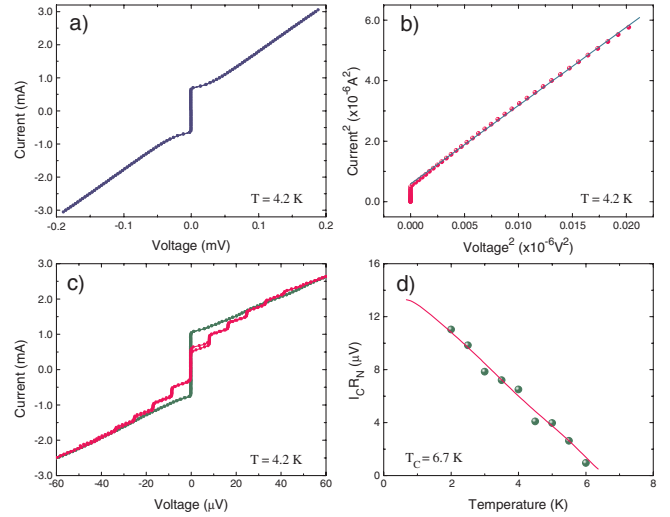 a)
3.0
2.0
1.0
0.0
-1.0
-2.0
-3.0
Current (mA)
T = 4.2 K
-0.2 -0.1 0.0 0.1 0.2
Voltage (mV)
b)
6.0
4.0
2.0
0.0
Current² (x10⁻⁶A²)
T = 4.2 K
0.000 0.005 0.010 0.015 0.020
Voltage² (x10⁻⁶V²)
c)
3.0
2.0
1.0
0.0
-1.0
-2.0
-3.0
Current (mA)
T = 4.2 K
-60 -40 -20 0 20 40 60
Voltage (μV)
d)
16
12
8
4
0
I_C R_N (μV)
T_C = 6.7 K
0 2 4 6 8
Temperature (K)